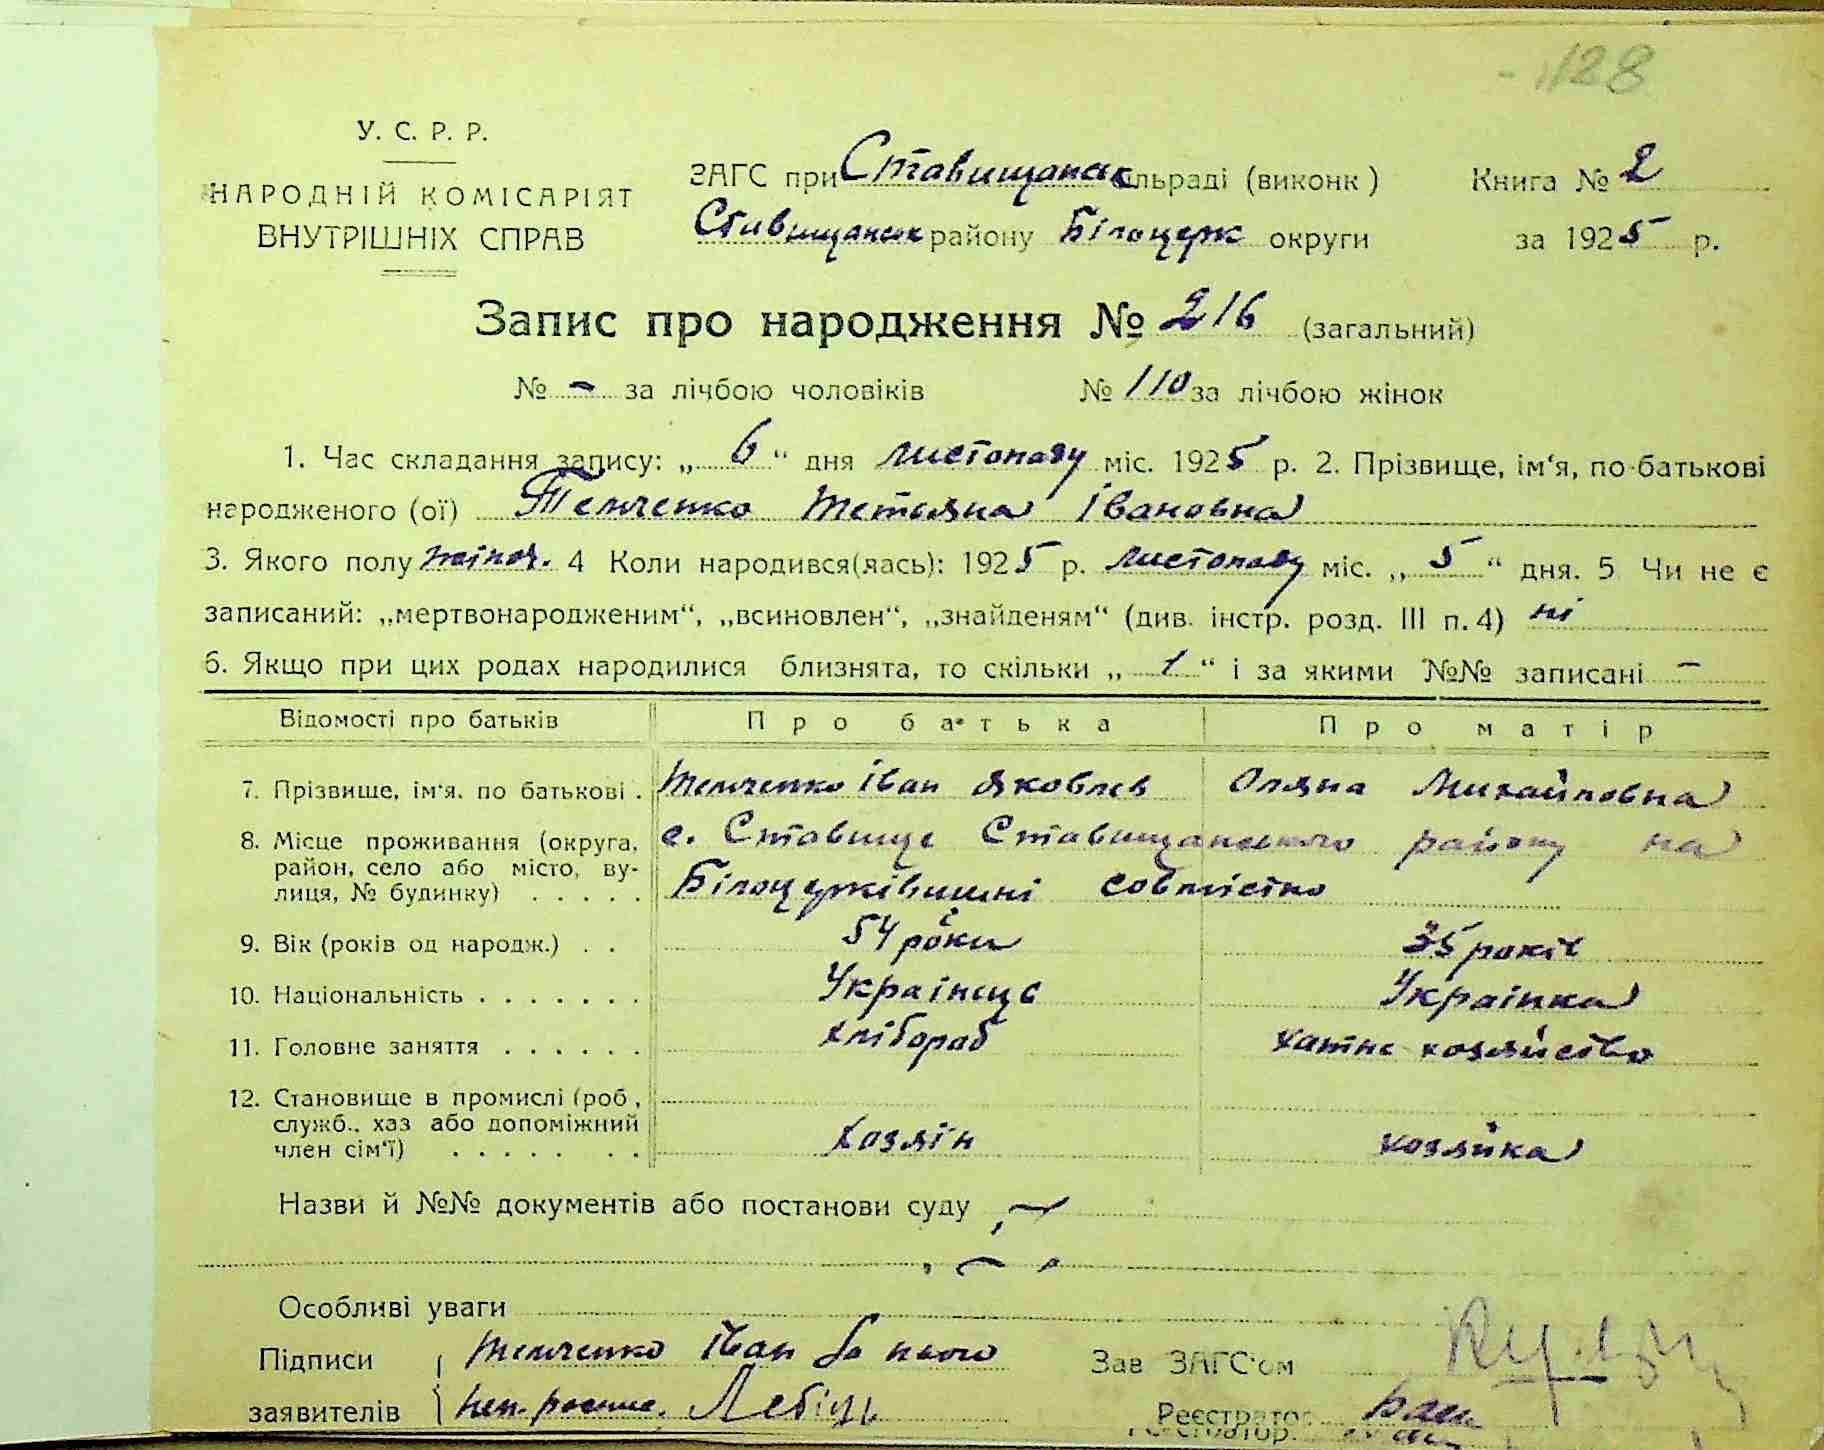 128
У. С. Р. Р.
НАРОДНІЙ КОМІСАРІЯТ
ВНУТРІШНІХ СПРАВ
ЗАГС при Ставищанск сільраді (виконк)
Ставищанск району Білоцерк округи
Книга № 2
за 1925 р.
Запис про народження № 216 (загальний)
№ - за лічбою чоловіків № 110 за лічбою жінок
1. Час складання запису: „6“ дня листопаду міс. 1925 р. 2. Прізвище, ім‘я, по-батькові
народженого (ої) Темченко Тетяна Івановна
3. Якого полу жіноч. 4 Коли народився(лась): 1925 р. листопаду міс. „5“ дня. 5 Чи не є
записаний: „мертвонародженим“, „всиновлен“, „знайденям“ (див. інстр. розд. III п. 4) ні
6. Якщо при цих родах народилися близнята, то скільки „1“ і за якими №№ записані -
Відомості про батьків Про батька Про матір
7. Прізвище, ім‘я, по батькові . Темченко Іван Яковлев Оляна Михайловна
8. Місце проживання (округа, район, село або місто, вулиця, № будинку) . . . . . с. Ставище Ставищанського району на
Білоцерківщині совмістно
9. Вік (років од народж.) . . 54 роки 35 років
10. Національність . . . . . . . Українець Українка
11. Головне заняття . . . . . . хлібороб хатнє хозяйство
12. Становище в промислі (роб, служб., хаз або допоміжний член сім‘ї) . . . . . . . хозяїн хозяйка
Назви й №№ документів або постанови суду
Особливі уваги
Підписи Темченко Іван за нього
заявителів неп. розпис. Лебідь
Зав ЗАГС‘ом
Реєстратор